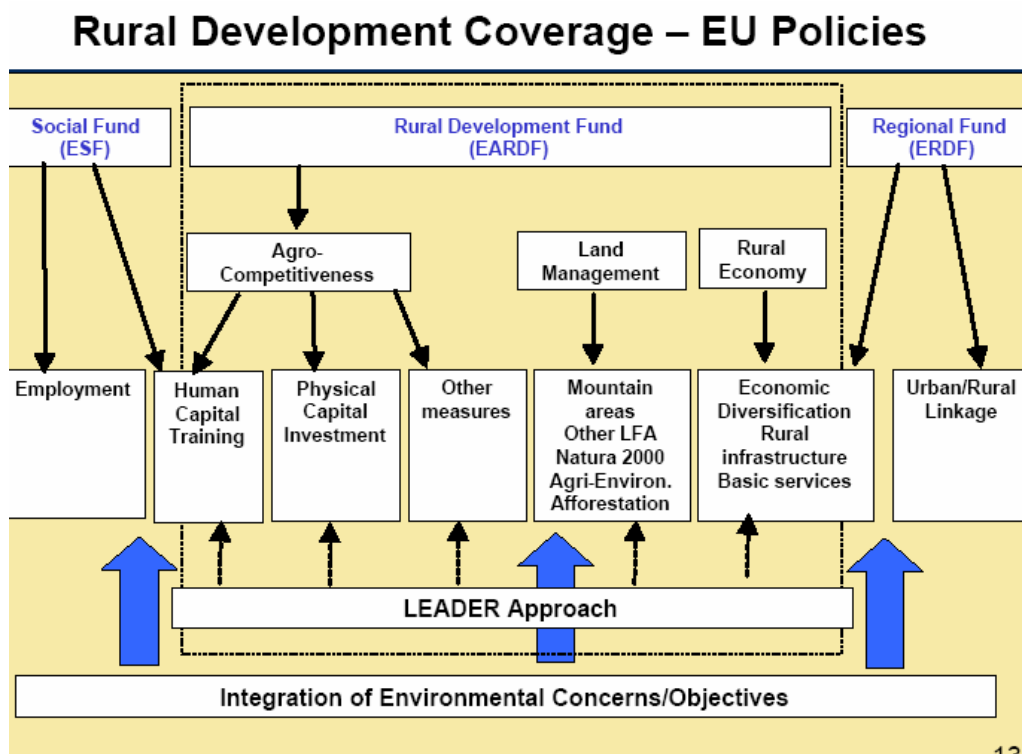 Rural Development Coverage – EU Policies
Social Fund
(ESF)
Rural Development Fund
(EARDF)
Regional Fund
(ERDF)
Agro-
Competitiveness
Land
Management
Rural
Economy
Employment
Human
Capital
Training
Physical
Capital
Investment
Other
measures
Mountain
areas
Other LFA
Natura 2000
Agri-Environ.
Afforestation
Economic
Diversification
Rural
infrastructure
Basic services
Urban/Rural
Linkage
LEADER Approach
Integration of Environmental Concerns/Objectives